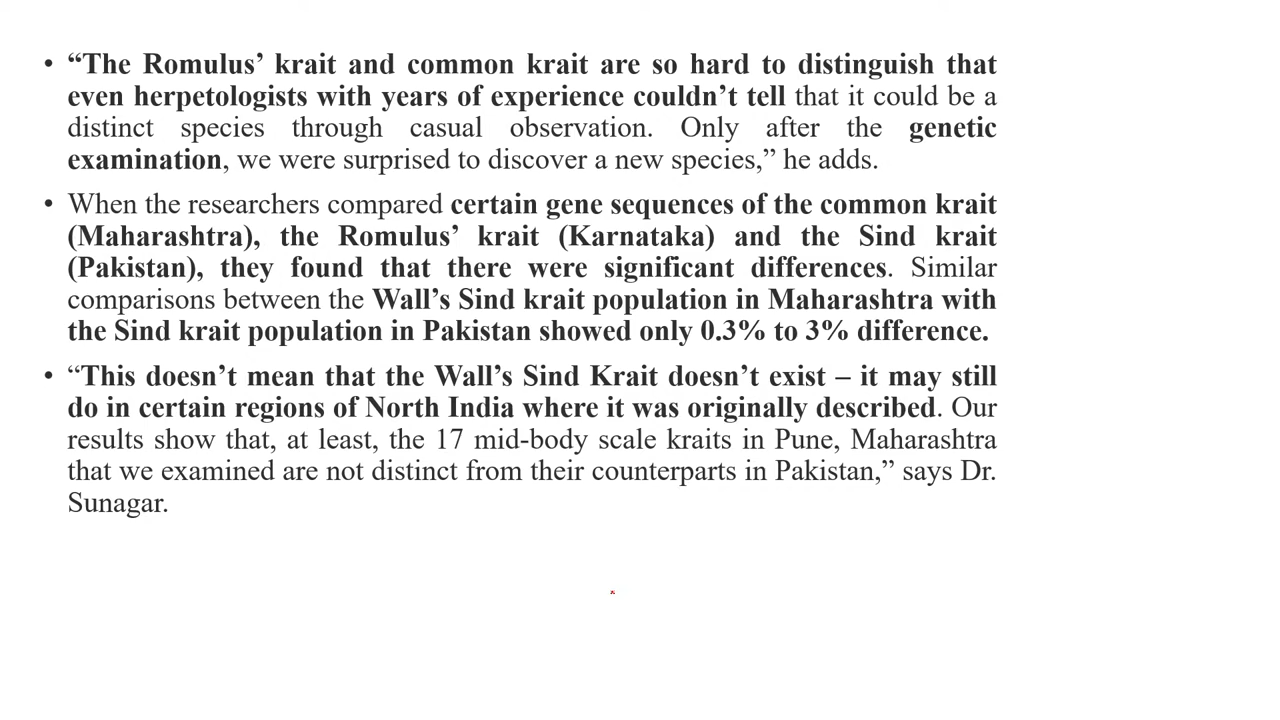 • “The Romulus’ krait and common krait are so hard to distinguish that
even herpetologists with years of experience couldn’t tell that it could be a
distinct species through casual observation. Only after the genetic
examination, we were surprised to discover a new species,” he adds.
• When the researchers compared certain gene sequences of the common krait
(Maharashtra), the Romulus’ krait (Karnataka) and the Sind krait
(Pakistan), they found that there were significant differences. Similar
comparisons between the Wall’s Sind krait population in Maharashtra with
the Sind krait population in Pakistan showed only 0.3% to 3% difference.
• “This doesn’t mean that the Wall’s Sind Krait doesn’t exist – it may still
do in certain regions of North India where it was originally described. Our
results show that, at least, the 17 mid-body scale kraits in Pune, Maharashtra
that we examined are not distinct from their counterparts in Pakistan,” says Dr.
Sunagar.